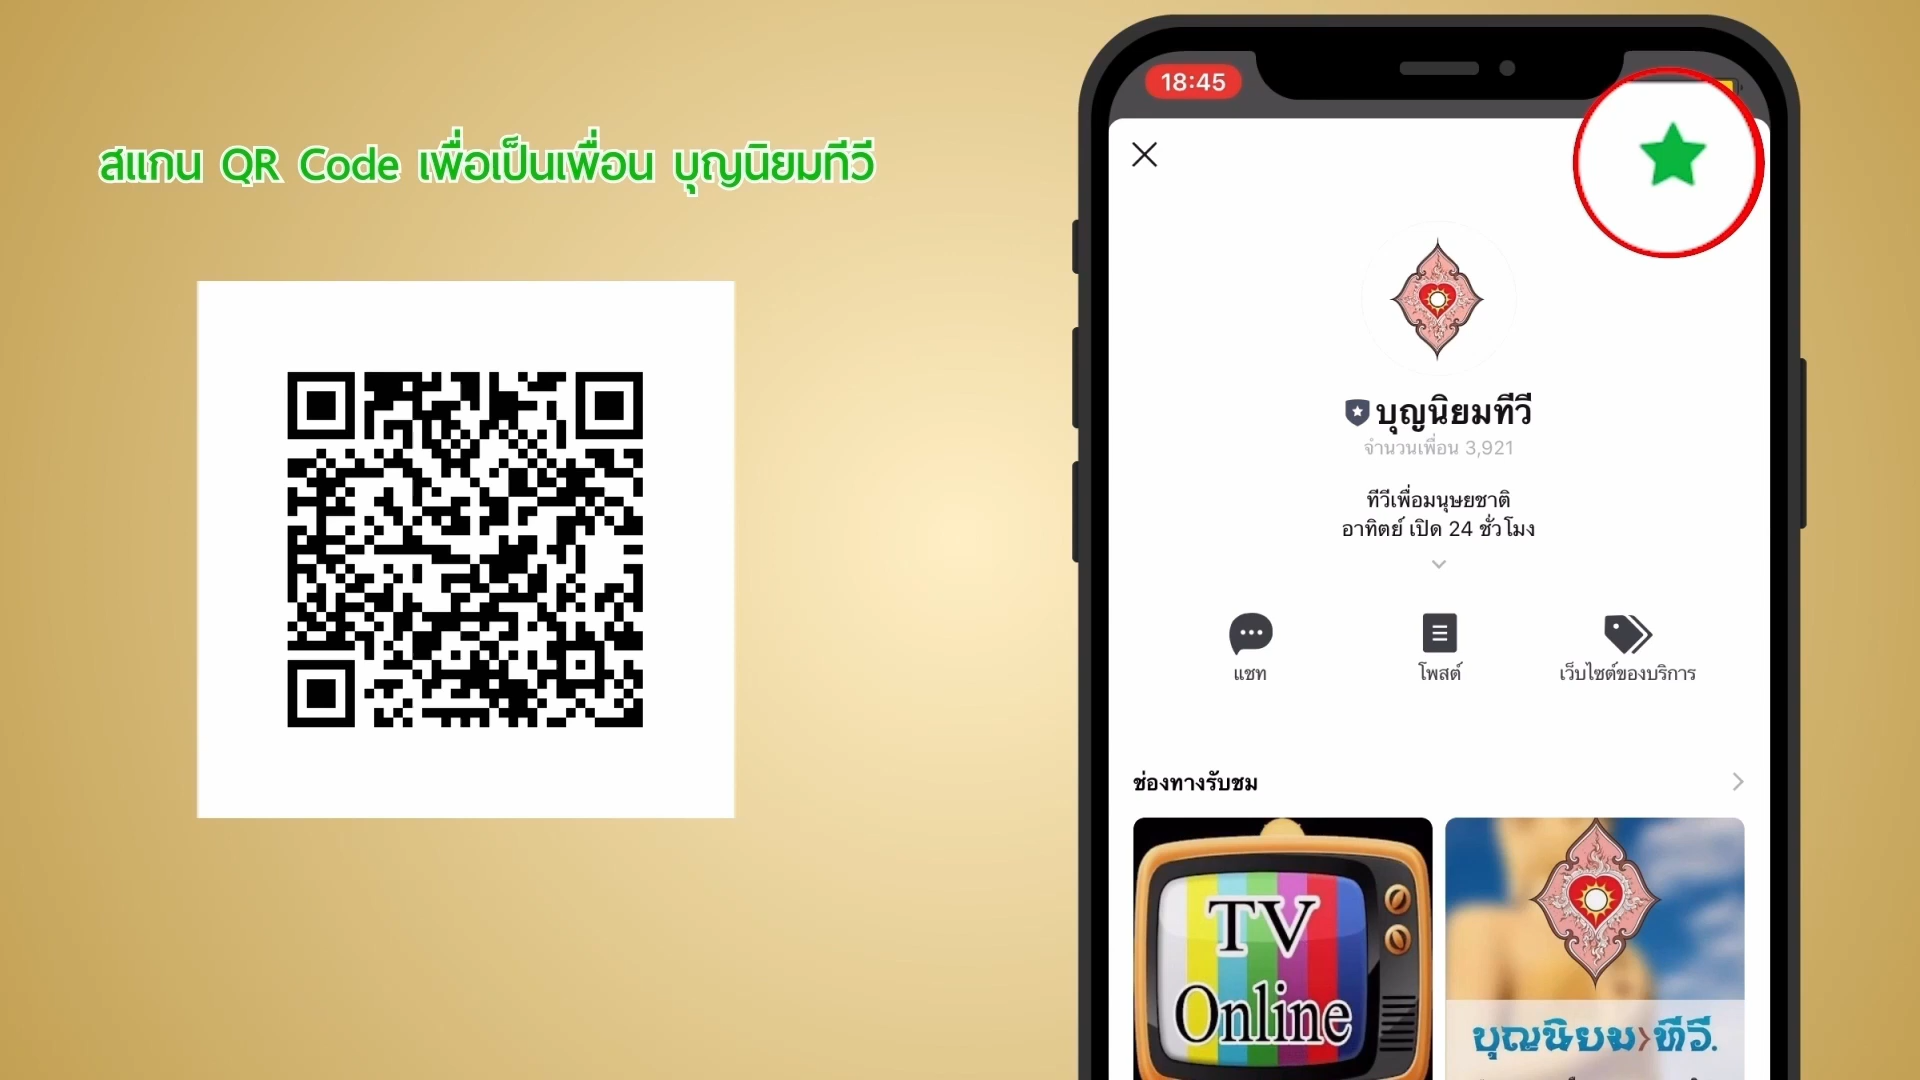 สแกน QR Code เพื่อเป็นเพื่อน บุญนิยมทีวี
18:45
บุญนิยมทีวี
จำนวนเพื่อน 3,921
ทีวีเพื่อมนุษยชาติ
อาทิตย์ เปิด 24 ชั่วโมง
แชท
โพสต์
เว็บไซต์ของบริการ
ช่องทางรับชม
TV
Online
บุญนิยม ทีวี.